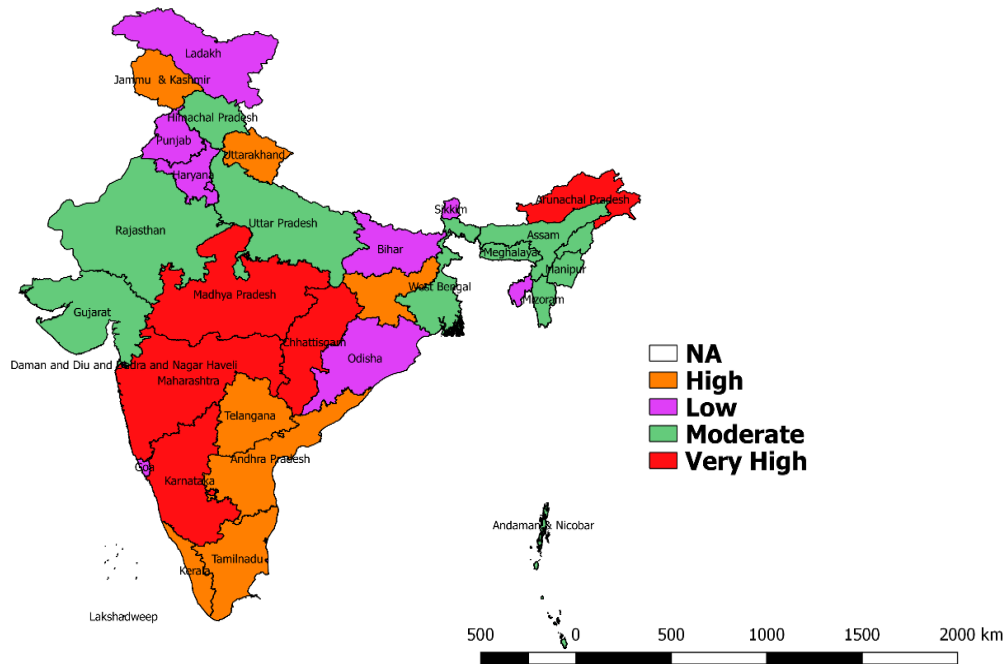 Ladakh
Jammu & Kashmir
Himachal Pradesh
Punjab
Uttarakhand
Haryana
Sikkim
Arunachal Pradesh
Rajasthan
Uttar Pradesh
Assam
Bihar
Meghalaya
Manipur
Madhya Pradesh
West Bengal
Mizoram
Gujarat
Chhattisgarh
Odisha
Daman and Diu and Dadra and Nagar Haveli
Maharashtra
Telangana
Andhra Pradesh
Goa
Karnataka
Tamilnadu
Kerala
Lakshadweep
Andaman & Nicobar
NA
High
Low
Moderate
Very High
500 0 500 1000 1500 2000 km